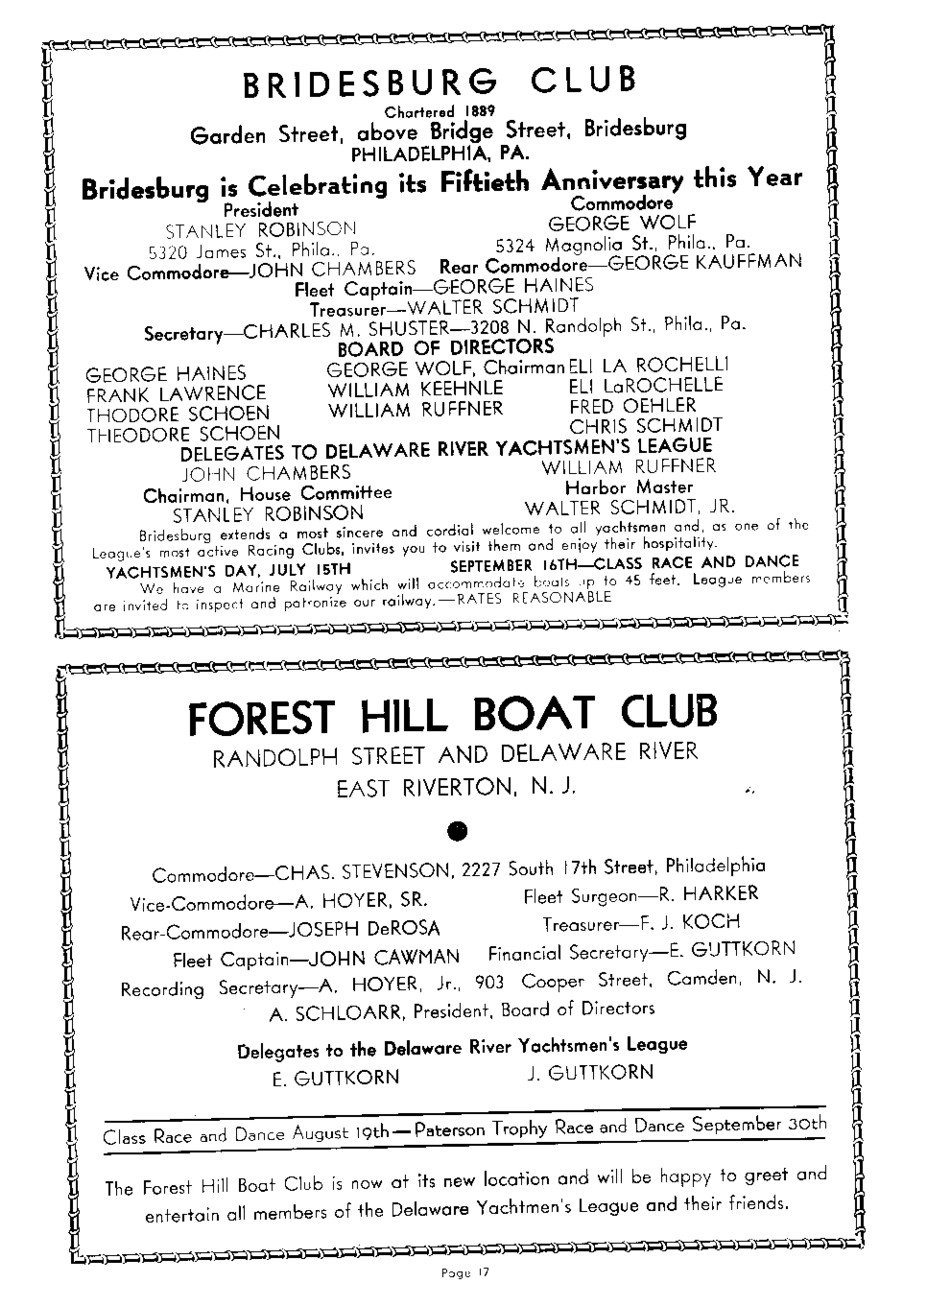 BRIDESBURG CLUB
Chartered 1889
Garden Street, above Bridge Street, Bridesburg
PHILADELPHIA, PA.
Bridesburg is Celebrating its Fiftieth Anniversary this Year
President Commodore
STANLEY ROBINSON GEORGE WOLF
5320 James St., Phila., Pa. 5324 Magnolia St., Phila., Pa.
Vice Commodore—JOHN CHAMBERS Rear Commodore—GEORGE KAUFFMAN
Fleet Captain—GEORGE HAINES
Treasurer—WALTER SCHMIDT
Secretary—CHARLES M. SHUSTER—3208 N. Randolph St., Phila., Pa.
BOARD OF DIRECTORS
GEORGE HAINES GEORGE WOLF, Chairman ELI LA ROCHELLI
FRANK LAWRENCE WILLIAM KEEHNLE ELI LaROCHELLE
THODORE SCHOEN WILLIAM RUFFNER FRED OEHLER
THEODORE SCHOEN CHRIS SCHMIDT
DELEGATES TO DELAWARE RIVER YACHTSMEN'S LEAGUE
JOHN CHAMBERS WILLIAM RUFFNER
Chairman, House Committee Harbor Master
STANLEY ROBINSON WALTER SCHMIDT, JR.
Bridesburg extends a most sincere and cordial welcome to all yachtsmen and, as one of the
League's most active Racing Clubs, invites you to visit them and enjoy their hospitality.
YACHTSMEN'S DAY, JULY 15TH SEPTEMBER 16TH—CLASS RACE AND DANCE
We have a Marine Railway which will accommodate boats up to 45 feet. League members
are invited to inspect and patronize our railway.—RATES REASONABLE
FOREST HILL BOAT CLUB
RANDOLPH STREET AND DELAWARE RIVER
EAST RIVERTON, N. J.
Commodore—CHAS. STEVENSON, 2227 South 17th Street, Philadelphia
Vice-Commodore—A. HOYER, SR. Fleet Surgeon—R. HARKER
Rear-Commodore—JOSEPH DeROSA Treasurer—F. J. KOCH
Fleet Captain—JOHN CAWMAN Financial Secretary—E. GUTTKORN
Recording Secretary—A. HOYER, Jr., 903 Cooper Street, Camden, N. J.
A. SCHLOARR, President, Board of Directors
Delegates to the Delaware River Yachtsmen's League
E. GUTTKORN J. GUTTKORN
Class Race and Dance August 19th—Paterson Trophy Race and Dance September 30th
The Forest Hill Boat Club is now at its new location and will be happy to greet and
entertain all members of the Delaware Yachtmen's League and their friends.
Page 17